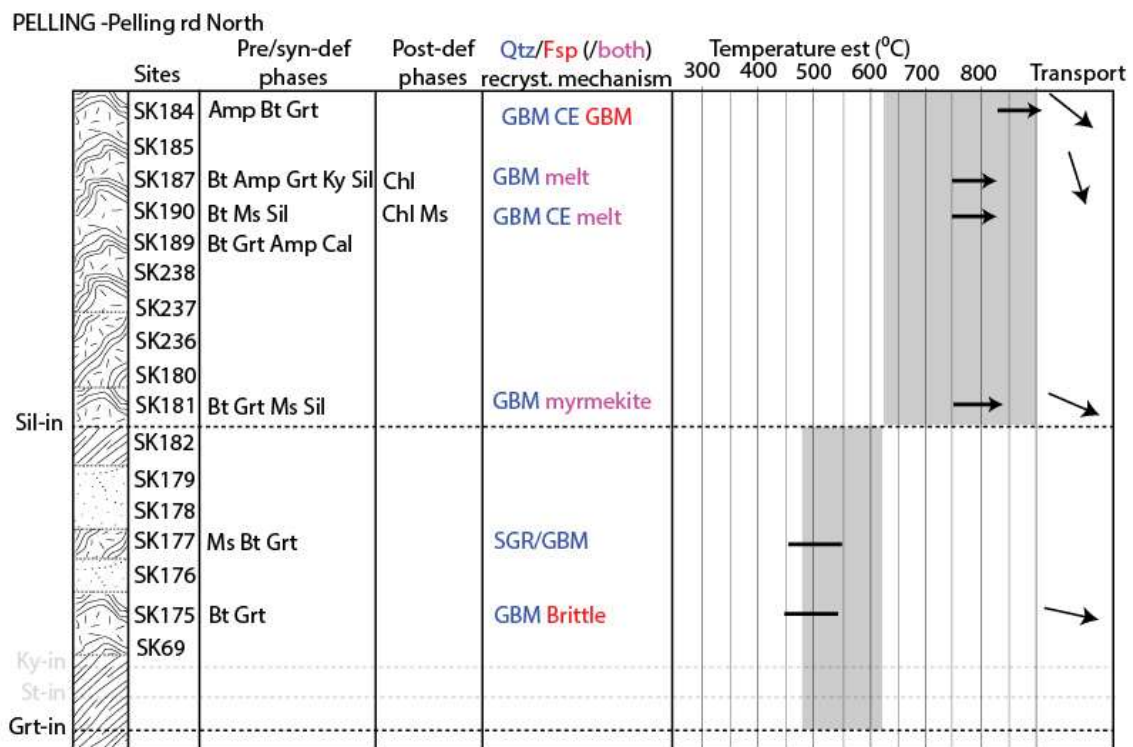 PELLING -Pelling rd North
Sites
Pre/syn-def phases
Post-def phases
Qtz/Fsp (/both) recryst. mechanism
Temperature est (⁰C)
300 400 500 600 700 800
Transport
SK184 Amp Bt Grt GBM CE GBM
SK185
SK187 Bt Amp Grt Ky Sil Chl GBM melt
SK190 Bt Ms Sil Chl Ms GBM CE melt
SK189 Bt Grt Amp Cal
SK238
SK237
SK236
SK180
SK181 Bt Grt Ms Sil GBM myrmekite
Sil-in
SK182
SK179
SK178
SK177 Ms Bt Grt SGR/GBM
SK176
SK175 Bt Grt GBM Brittle
SK69
Ky-in
St-in
Grt-in